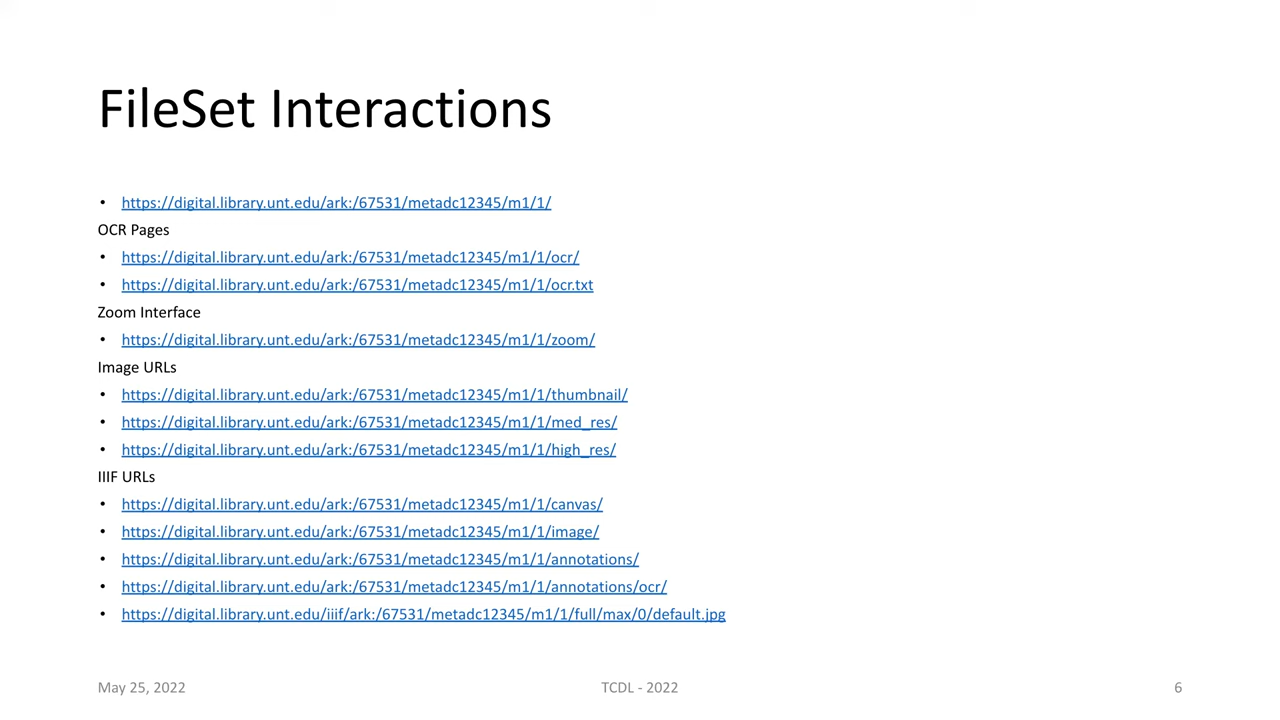 FileSet Interactions
• https://digital.library.unt.edu/ark:/67531/metadc12345/m1/1/
OCR Pages
• https://digital.library.unt.edu/ark:/67531/metadc12345/m1/1/ocr/
• https://digital.library.unt.edu/ark:/67531/metadc12345/m1/1/ocr.txt
Zoom Interface
• https://digital.library.unt.edu/ark:/67531/metadc12345/m1/1/zoom/
Image URLs
• https://digital.library.unt.edu/ark:/67531/metadc12345/m1/1/thumbnail/
• https://digital.library.unt.edu/ark:/67531/metadc12345/m1/1/med_res/
• https://digital.library.unt.edu/ark:/67531/metadc12345/m1/1/high_res/
IIIF URLs
• https://digital.library.unt.edu/ark:/67531/metadc12345/m1/1/canvas/
• https://digital.library.unt.edu/ark:/67531/metadc12345/m1/1/image/
• https://digital.library.unt.edu/ark:/67531/metadc12345/m1/1/annotations/
• https://digital.library.unt.edu/ark:/67531/metadc12345/m1/1/annotations/ocr/
• https://digital.library.unt.edu/iiif/ark:/67531/metadc12345/m1/1/full/max/0/default.jpg
May 25, 2022
TCDL - 2022
6